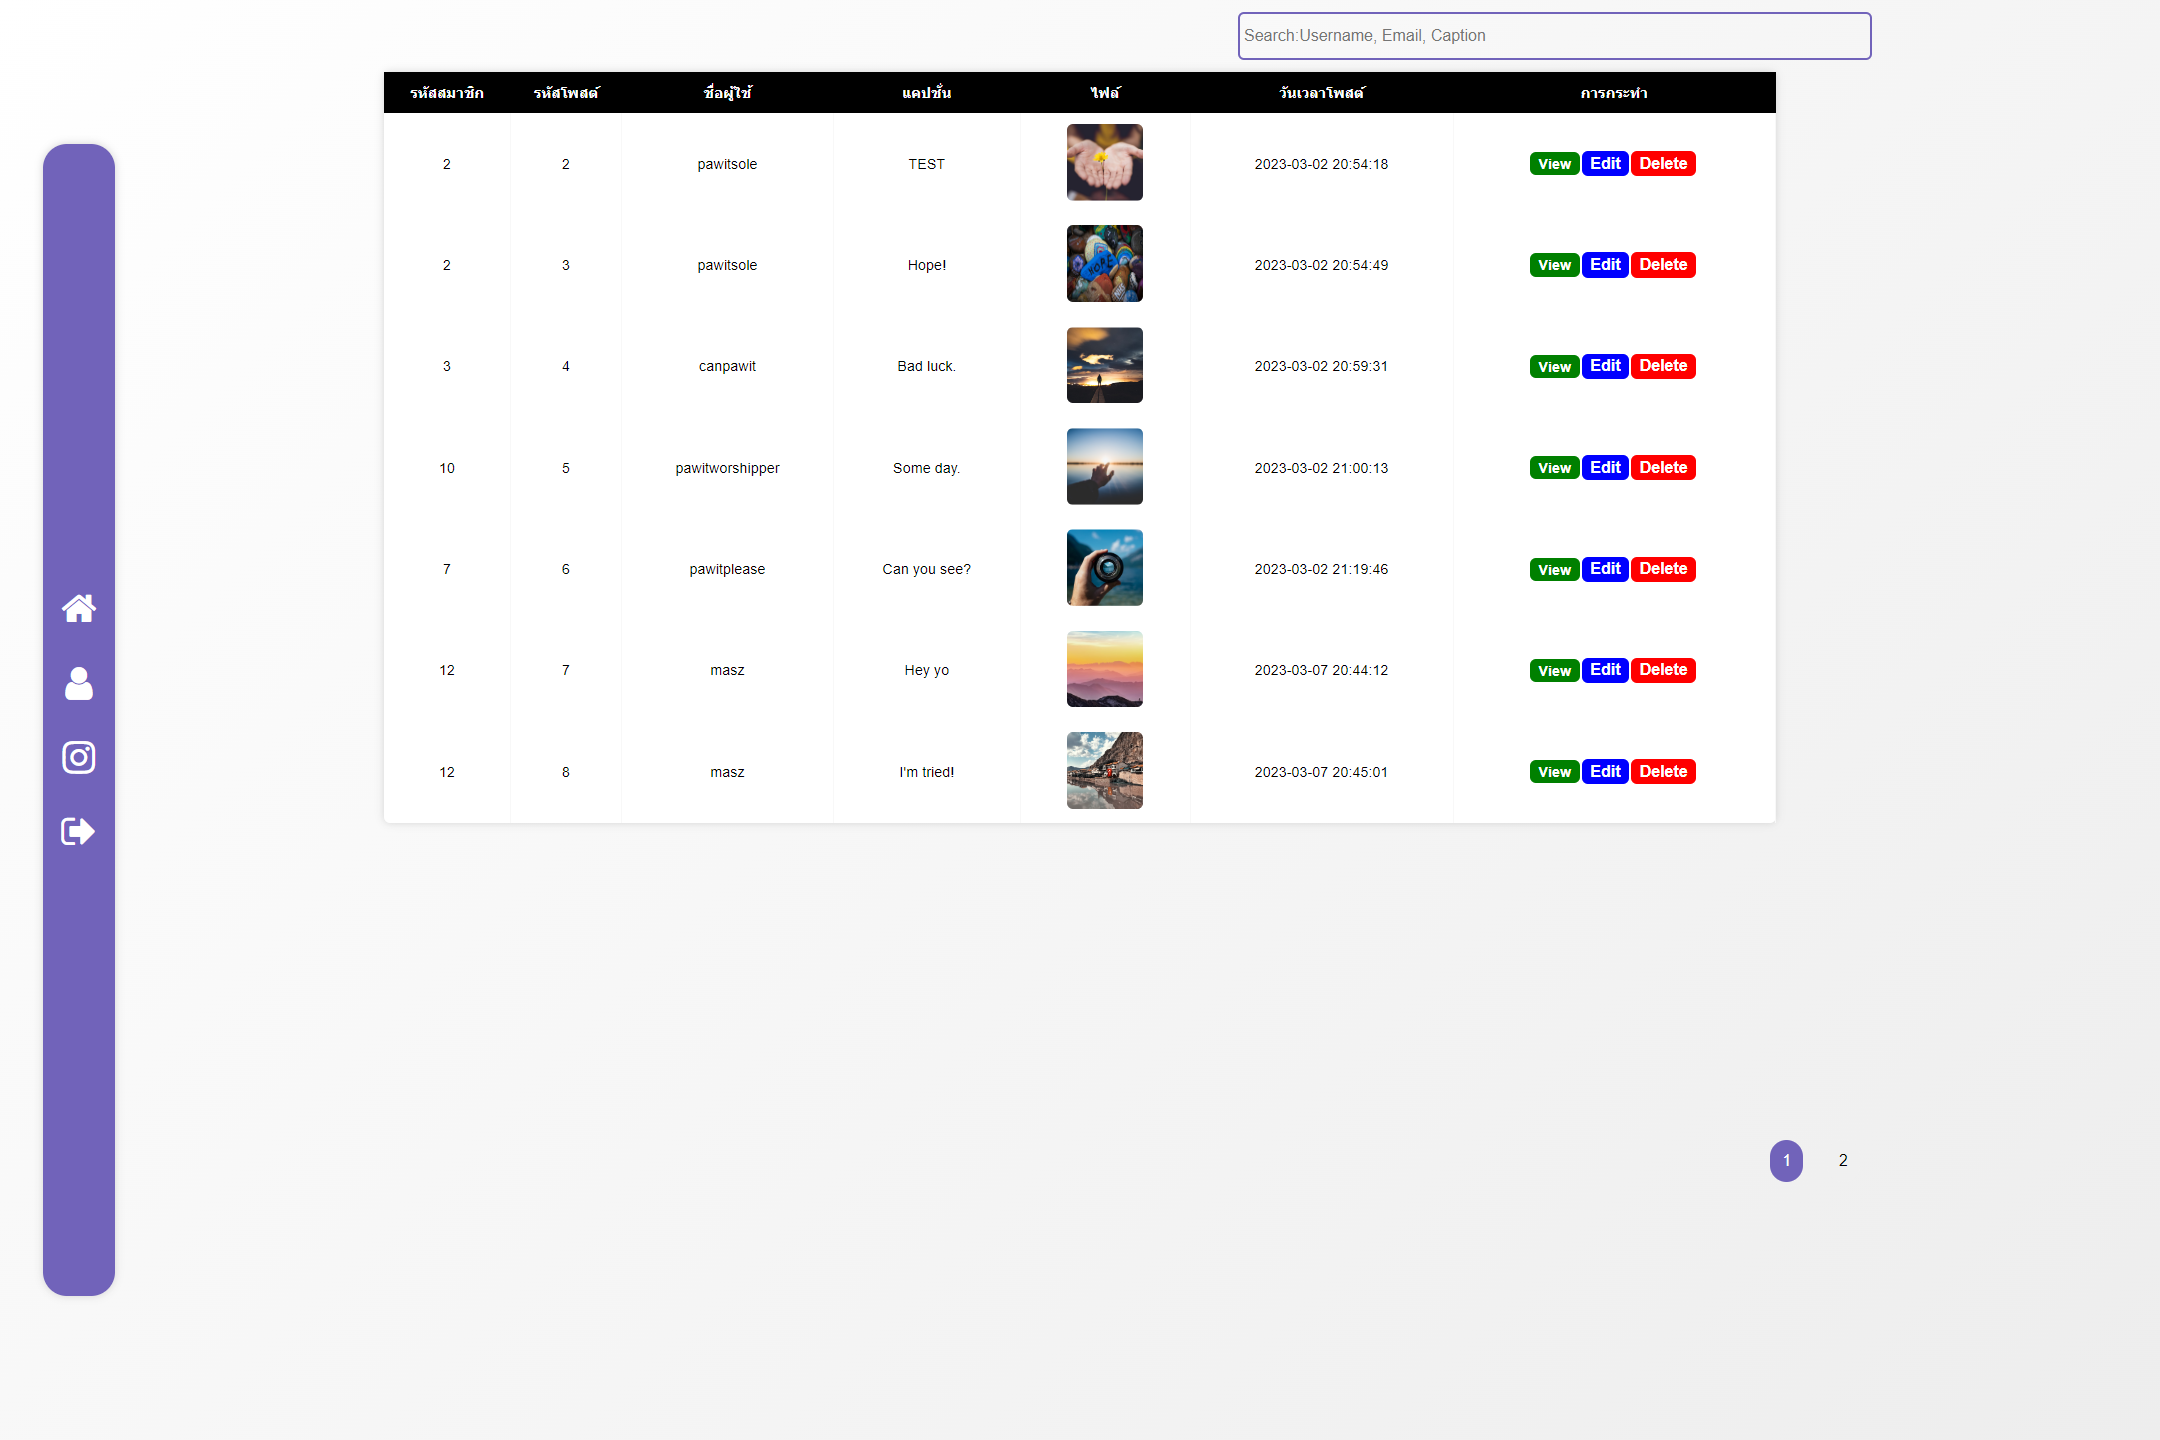 Search:Username, Email, Caption
รหัสสมาชิก รหัสโพสต์ ชื่อผู้ใช้ แคปชั่น ไฟล์ วันเวลาโพสต์ การกระทำ
2 2 pawitsole TEST 2023-03-02 20:54:18 View Edit Delete
2 3 pawitsole Hope! HOPE 2023-03-02 20:54:49 View Edit Delete
3 4 canpawit Bad luck. 2023-03-02 20:59:31 View Edit Delete
10 5 pawitworshipper Some day. 2023-03-02 21:00:13 View Edit Delete
7 6 pawitplease Can you see? 2023-03-02 21:19:46 View Edit Delete
12 7 masz Hey yo 2023-03-07 20:44:12 View Edit Delete
12 8 masz I'm tried! 2023-03-07 20:45:01 View Edit Delete
1 2